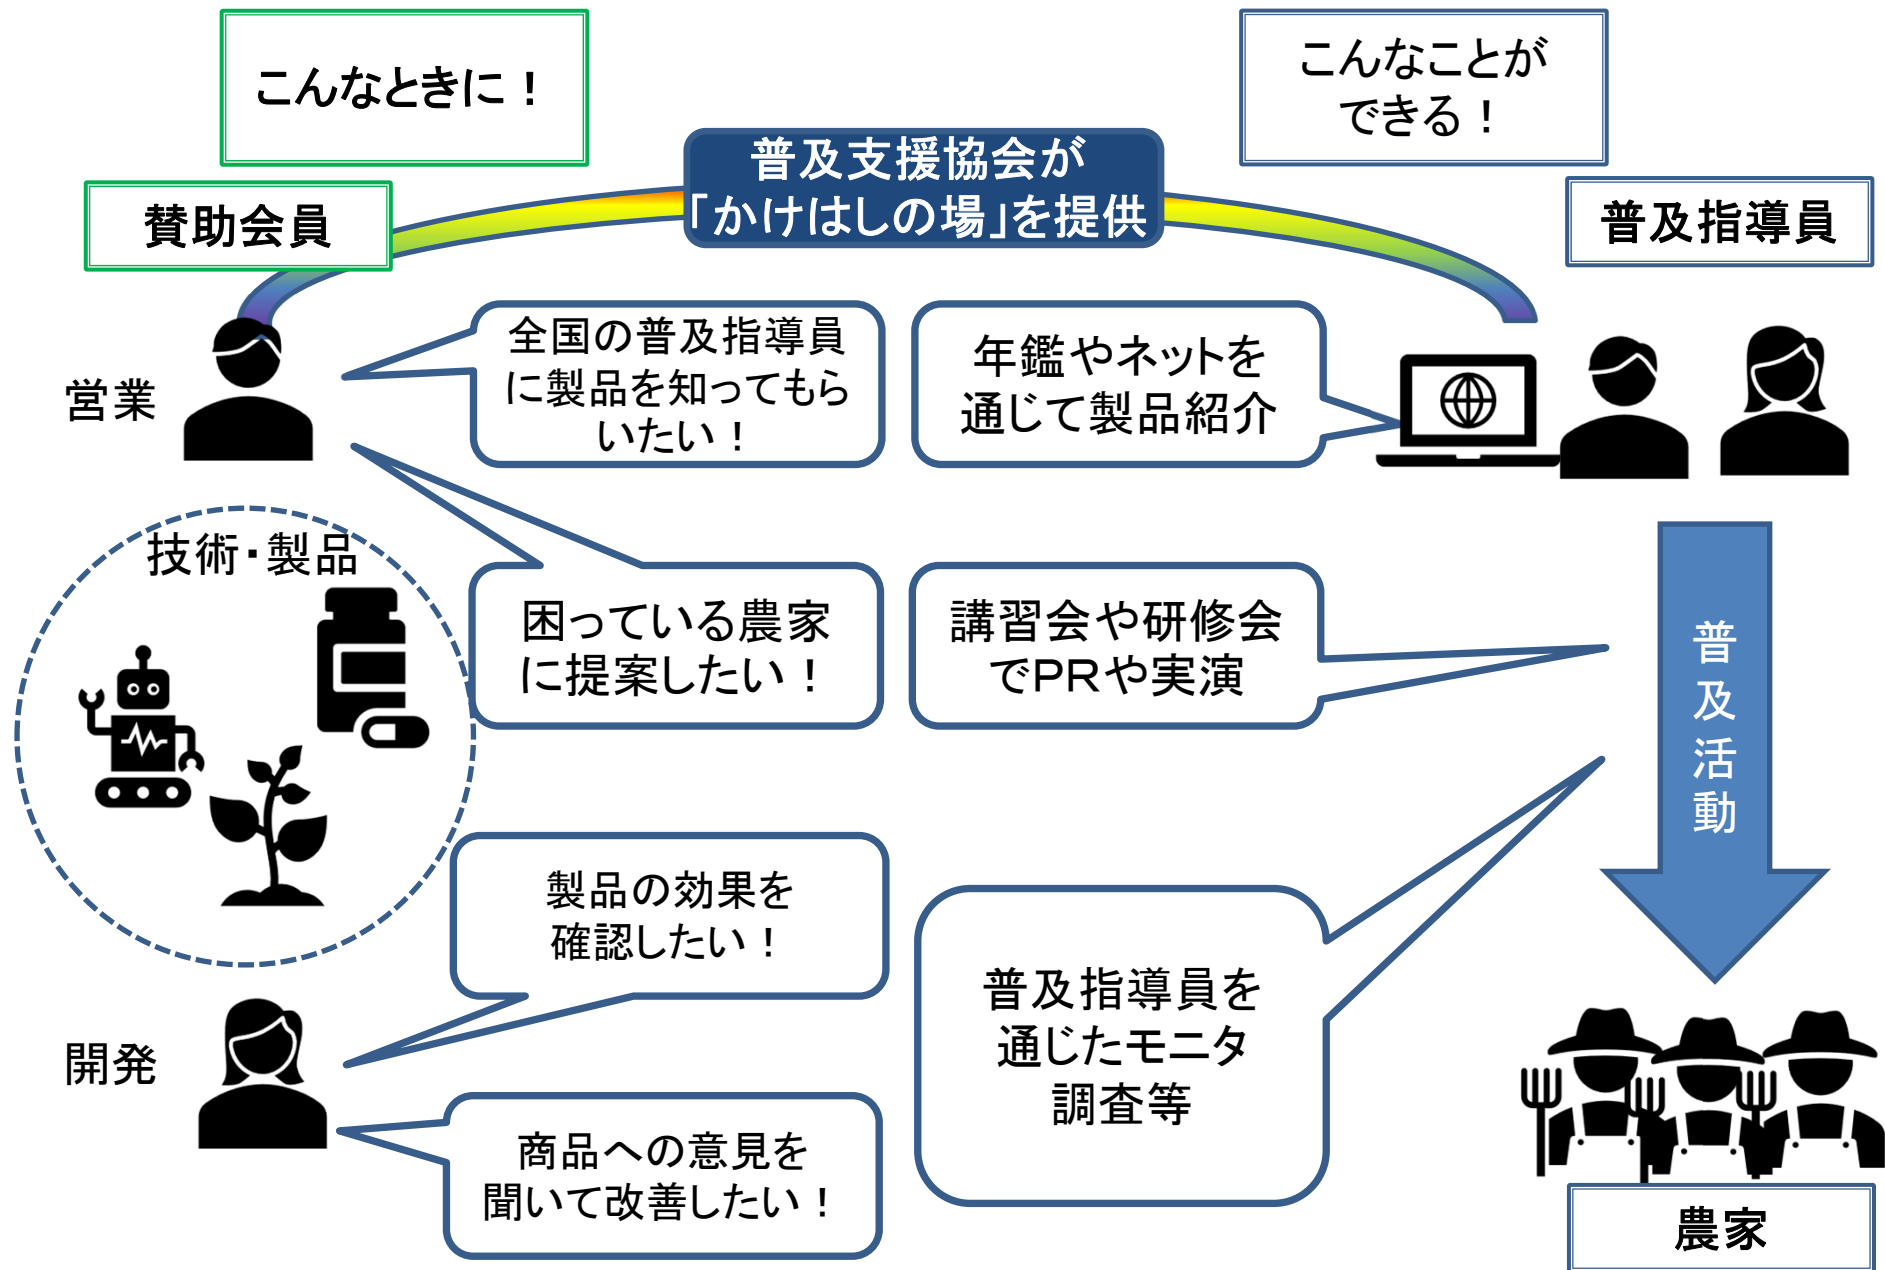 こんなときに！
こんなことが
できる！
普及支援協会が
「かけはしの場」を提供
賛助会員
普及指導員
営業
全国の普及指導員
に製品を知ってもら
いたい！
年鑑やネットを
通じて製品紹介
技術・製品
困っている農家
に提案したい！
講習会や研修会
でＰＲや実演
普及活動
製品の効果を
確認したい！
普及指導員を
通じたモニタ
調査等
開発
商品への意見を
聞いて改善したい！
農家